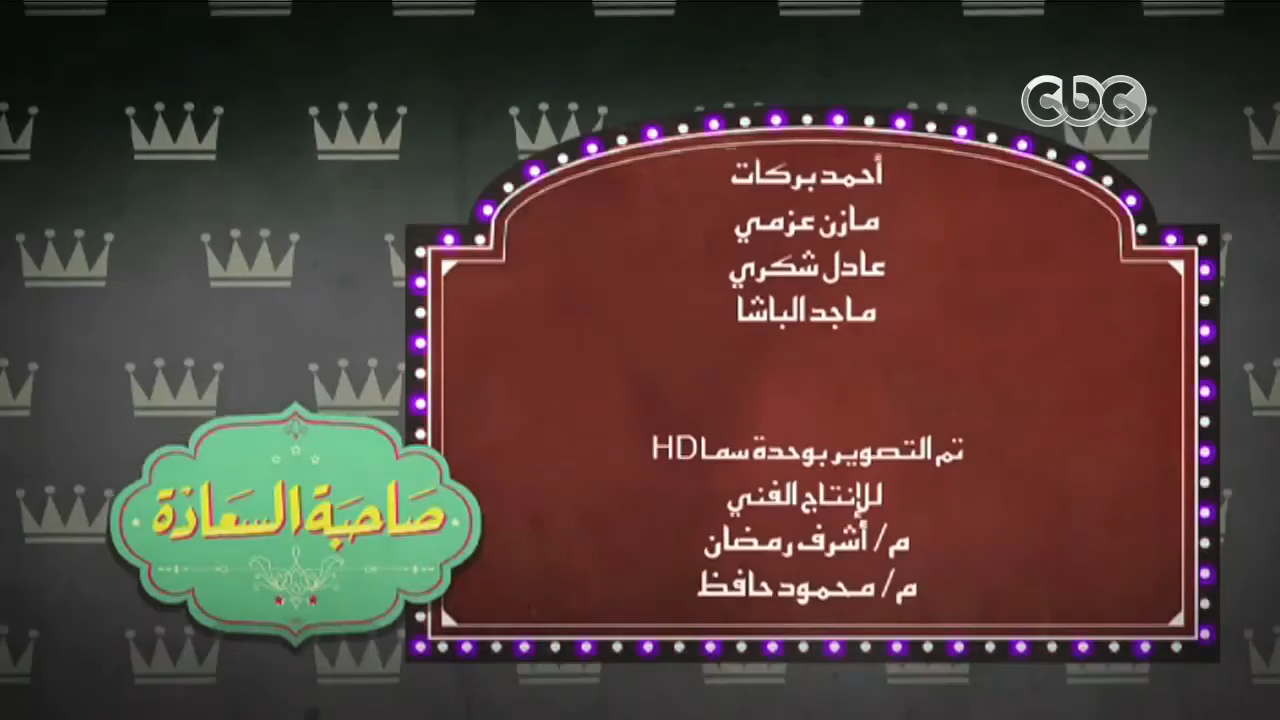 cbc
أحمد بركات
مازن عزمي
عادل شكري
ماجد الباشا
تم التصوير بوحدة سما HD
للإنتاج الفني
م/ أشرف رمضان
م/ محمود حافظ
صاحبة السعادة